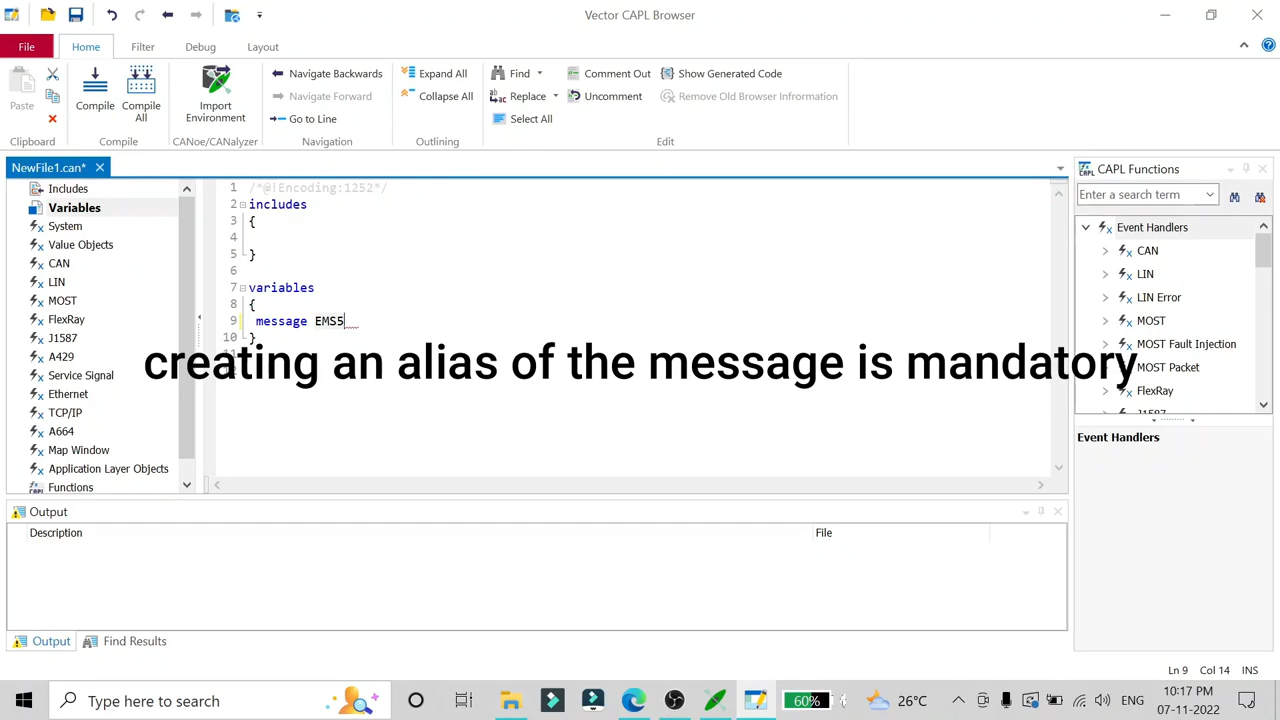 Vector CAPL Browser
File
Home
Filter
Debug
Layout
Paste
Compile
Compile All
Import Environment
Navigate Backwards
Navigate Forward
Go to Line
Expand All
Collapse All
Find
Replace
Select All
Comment Out
Uncomment
Show Generated Code
Remove Old Browser Infrormation
Clipboard
Compile
CANoe/CANalyzer
Navigation
Outlining
Edit
NewFile1.can*
Includes
Variables
System
Value Objects
CAN
LIN
MOST
FlexRay
J1587
A429
Service Signal
Ethernet
TCP/IP
A664
Map Window
Application Layer Objects
Functions
1 /*@!Encoding:1252*/
2 includes
3 {
4
5 }
6
7 variables
8 {
9 message EMS5
10 }
creating an alias of the message is mandatory
CAPL Functions
Enter a search term
Event Handlers
CAN
LIN
LIN Error
MOST
MOST Fault Injection
MOST Packet
FlexRay
J1587
Event Handlers
Output
Description
File
Output
Find Results
Ln 9 Col 14 INS
Type here to search
60%
26°C
ENG
10:17 PM
07-11-2022